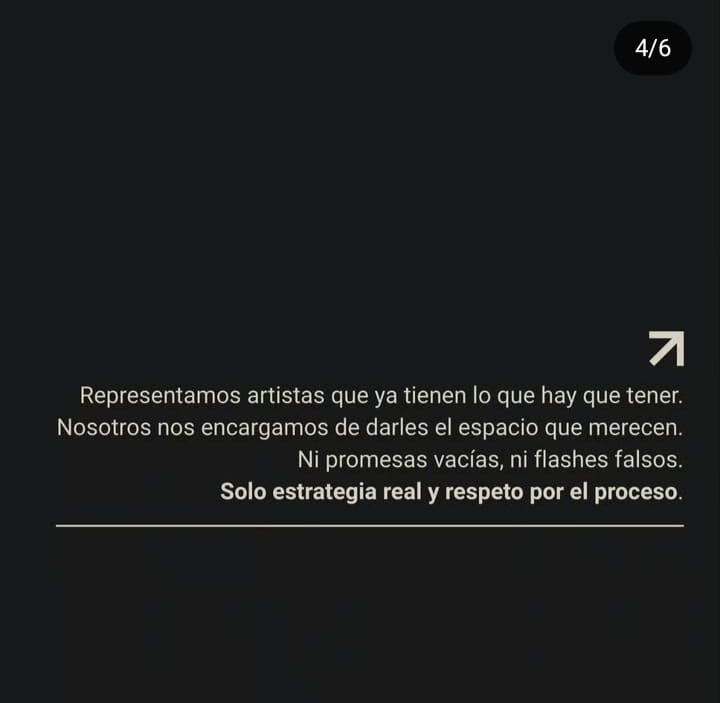 4/6
Representamos artistas que ya tienen lo que hay que tener.
Nosotros nos encargamos de darles el espacio que merecen.
Ni promesas vacías, ni flashes falsos.
Solo estrategia real y respeto por el proceso.